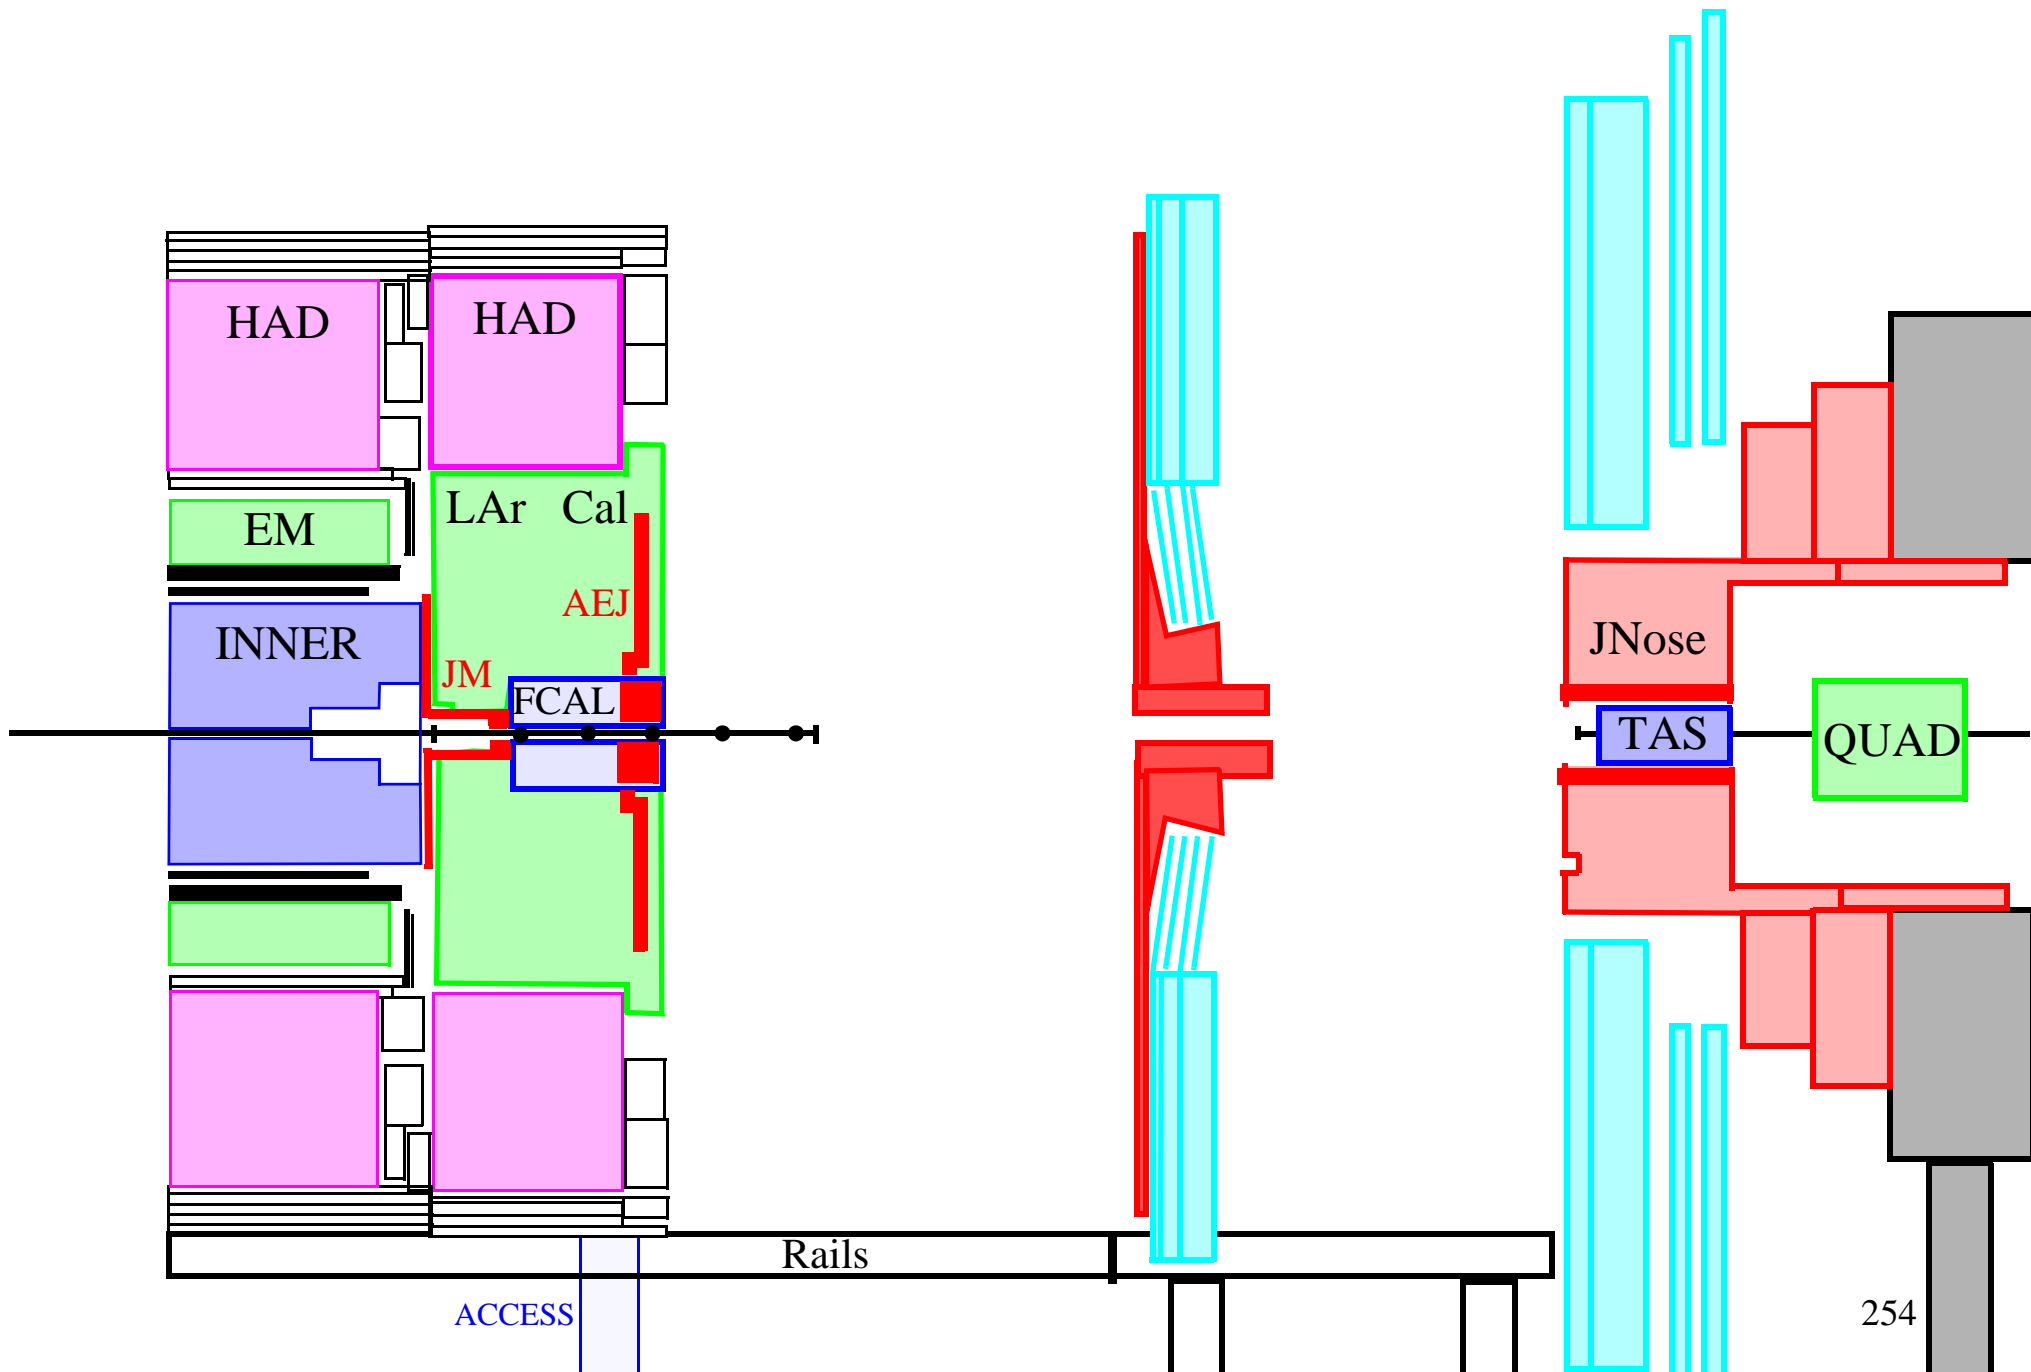 HAD HAD
LAr Cal
EM
AEJ
INNER
JNose
JM
FCAL
TAS
QUAD
Rails
ACCESS
254